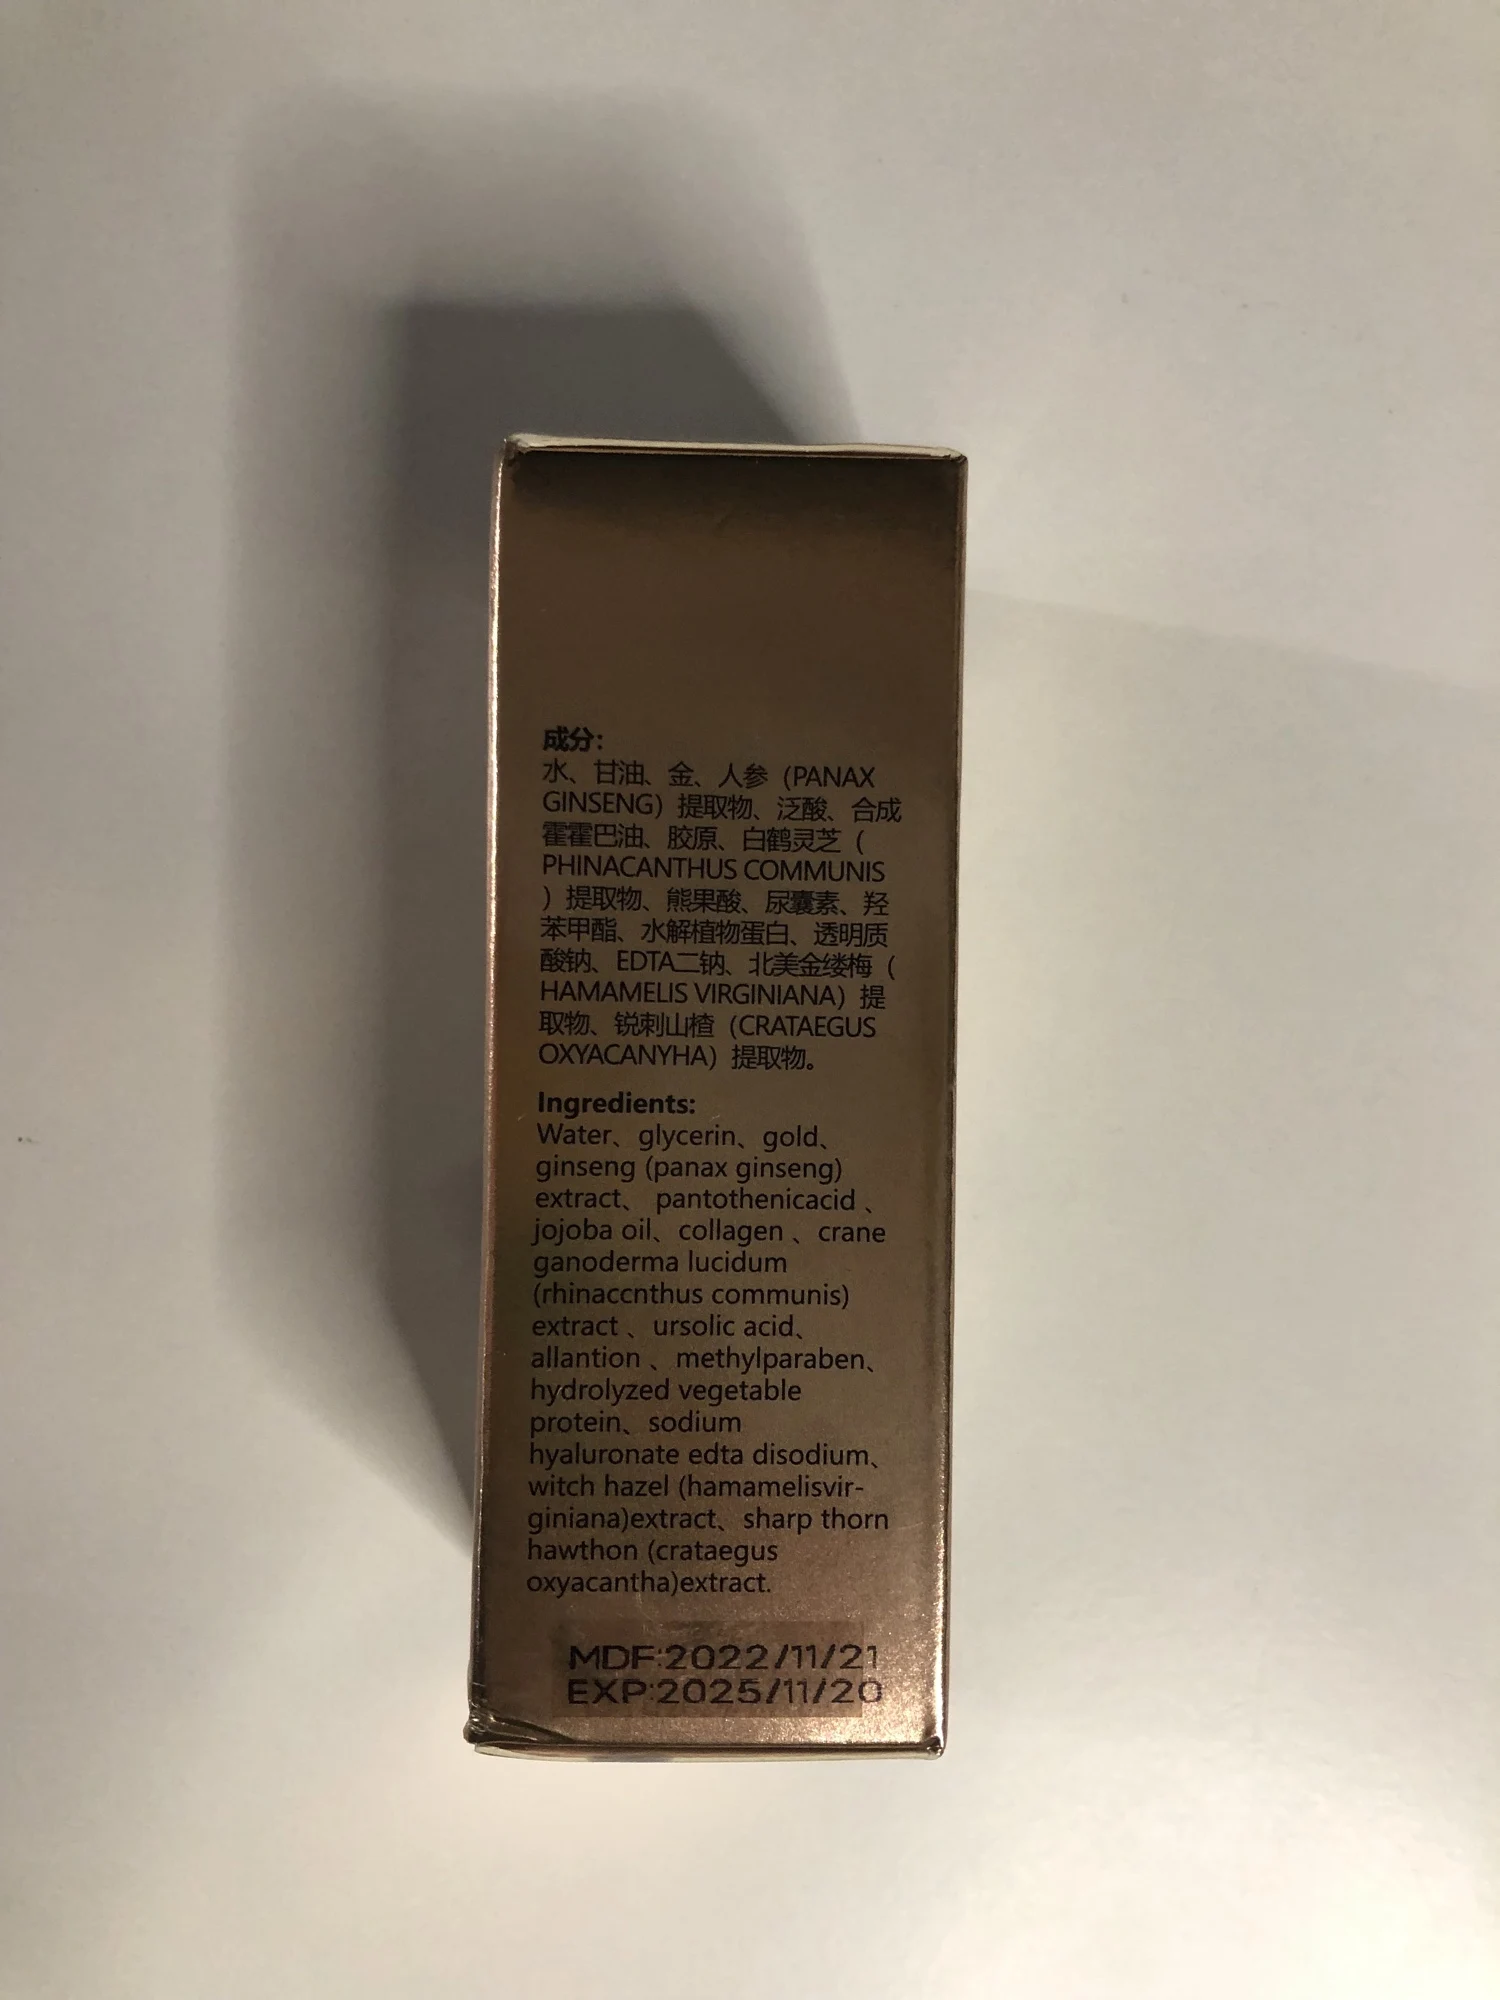 成分:
水、甘油、金、人参（PANAX
GINSENG）提取物、泛酸、合成
霍霍巴油、胶原、白鹤灵芝（
PHINACANTHUS COMMUNIS
）提取物、熊果酸、尿囊素、羟
苯甲酯、水解植物蛋白、透明质
酸钠、EDTA二钠、北美金缕梅（
HAMAMELIS VIRGINIANA）提
取物、锐刺山楂（CRATAEGUS
OXYACANYHA）提取物。
Ingredients:
Water、glycerin、gold、
ginseng (panax ginseng)
extract、 pantothenicacid 、
jojoba oil、collagen 、crane
ganoderma lucidum
(rhinaccnthus communis)
extract 、ursolic acid、
allantion 、methylparaben、
hydrolyzed vegetable
protein、sodium
hyaluronate edta disodium、
witch hazel (hamamelisvir-
giniana)extract、sharp thorn
hawthon (crataegus
oxyacantha)extract.
MDF:2022/11/21
EXP:2025/11/20